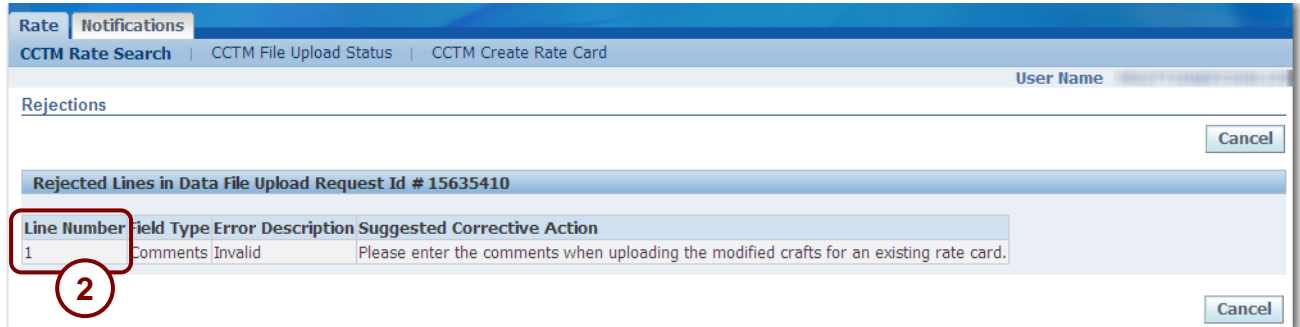 Rate Notifications
CCTM Rate Search | CCTM File Upload Status | CCTM Create Rate Card
User Name
Rejections
Cancel
Rejected Lines in Data File Upload Request Id # 15635410
Line Number Field Type Error Description Suggested Corrective Action
1 Comments Invalid Please enter the comments when uploading the modified crafts for an existing rate card.
2
Cancel